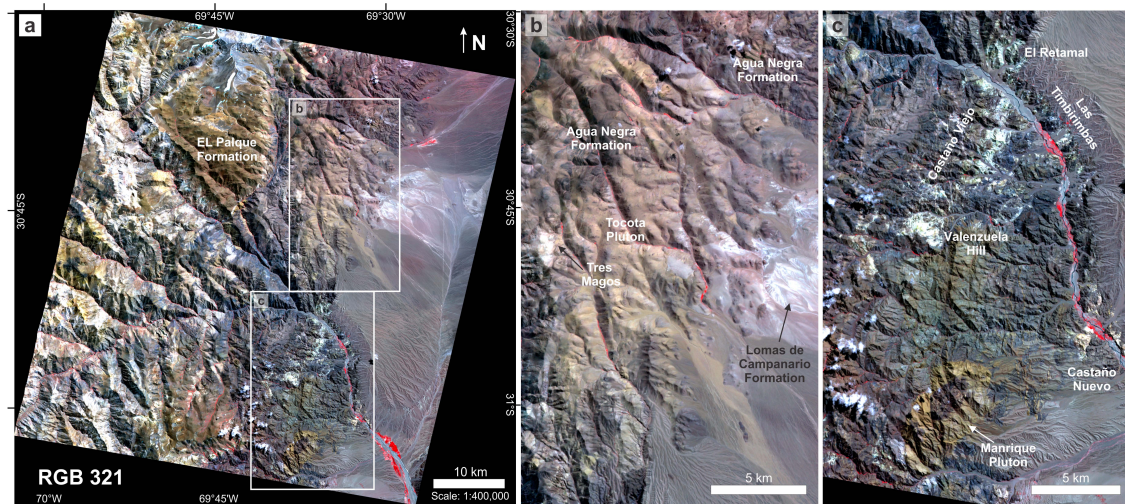 a
69°45'W
69°30'W
30°30'S
N
b
EL Palque
Formation
30°45'S
30°45'S
c
31°S
RGB 321
10 km
Scale: 1:400,000
70°W
69°45'W
b
Agua Negra
Formation
Agua Negra
Formation
Tocota
Pluton
Tres
Magos
Lomas de
Campanario
Formation
5 km
c
El Retamal
Las
Timbirimbas
Castaño Viejo
Valenzuela
Hill
Castaño
Nuevo
Manrique
Pluton
5 km